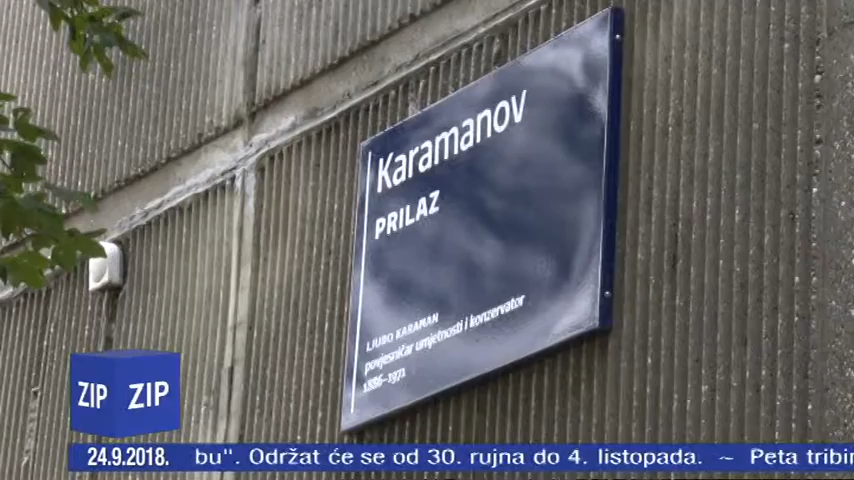 Karamanov
PRILAZ
LJUBO KARAMAN
povjesničar umjetnosti i konzervator
1886–1971
ZIP ZIP
24.9.2018. bu". Održat će se od 30. rujna do 4. listopada. ~ Peta tribin